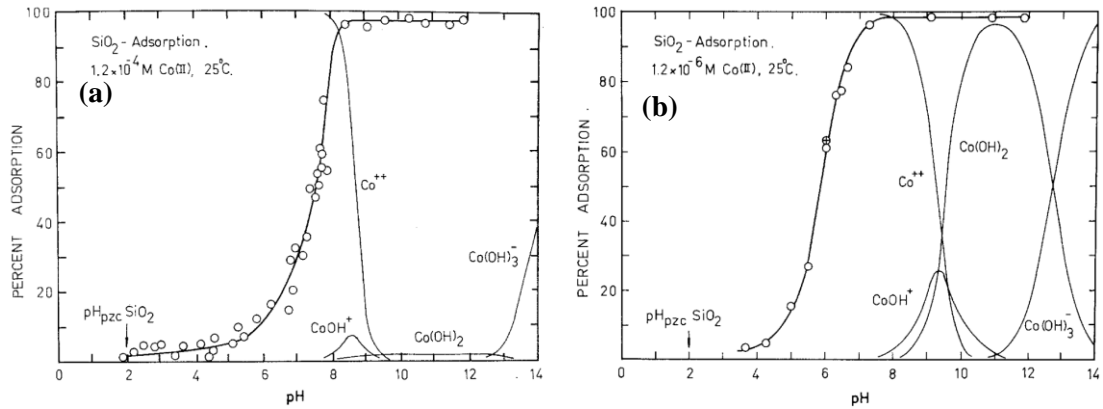 (a)
SiO2-Adsorption.
1.2×10^-4 M Co(II), 25°C.
PERCENT ADSORPTION
100
80
60
40
20
pHpzc SiO2
Co++
CoOH+
Co(OH)2
Co(OH)3-
0 2 4 6 8 10 12 14
pH
(b)
SiO2-Adsorption.
1.2×10^-6 M Co(II), 25°C.
PERCENT ADSORPTION
100
80
60
40
20
pHpzc SiO2
Co++
Co(OH)2
CoOH+
Co(OH)3-
0 2 4 6 8 10 12 14
pH